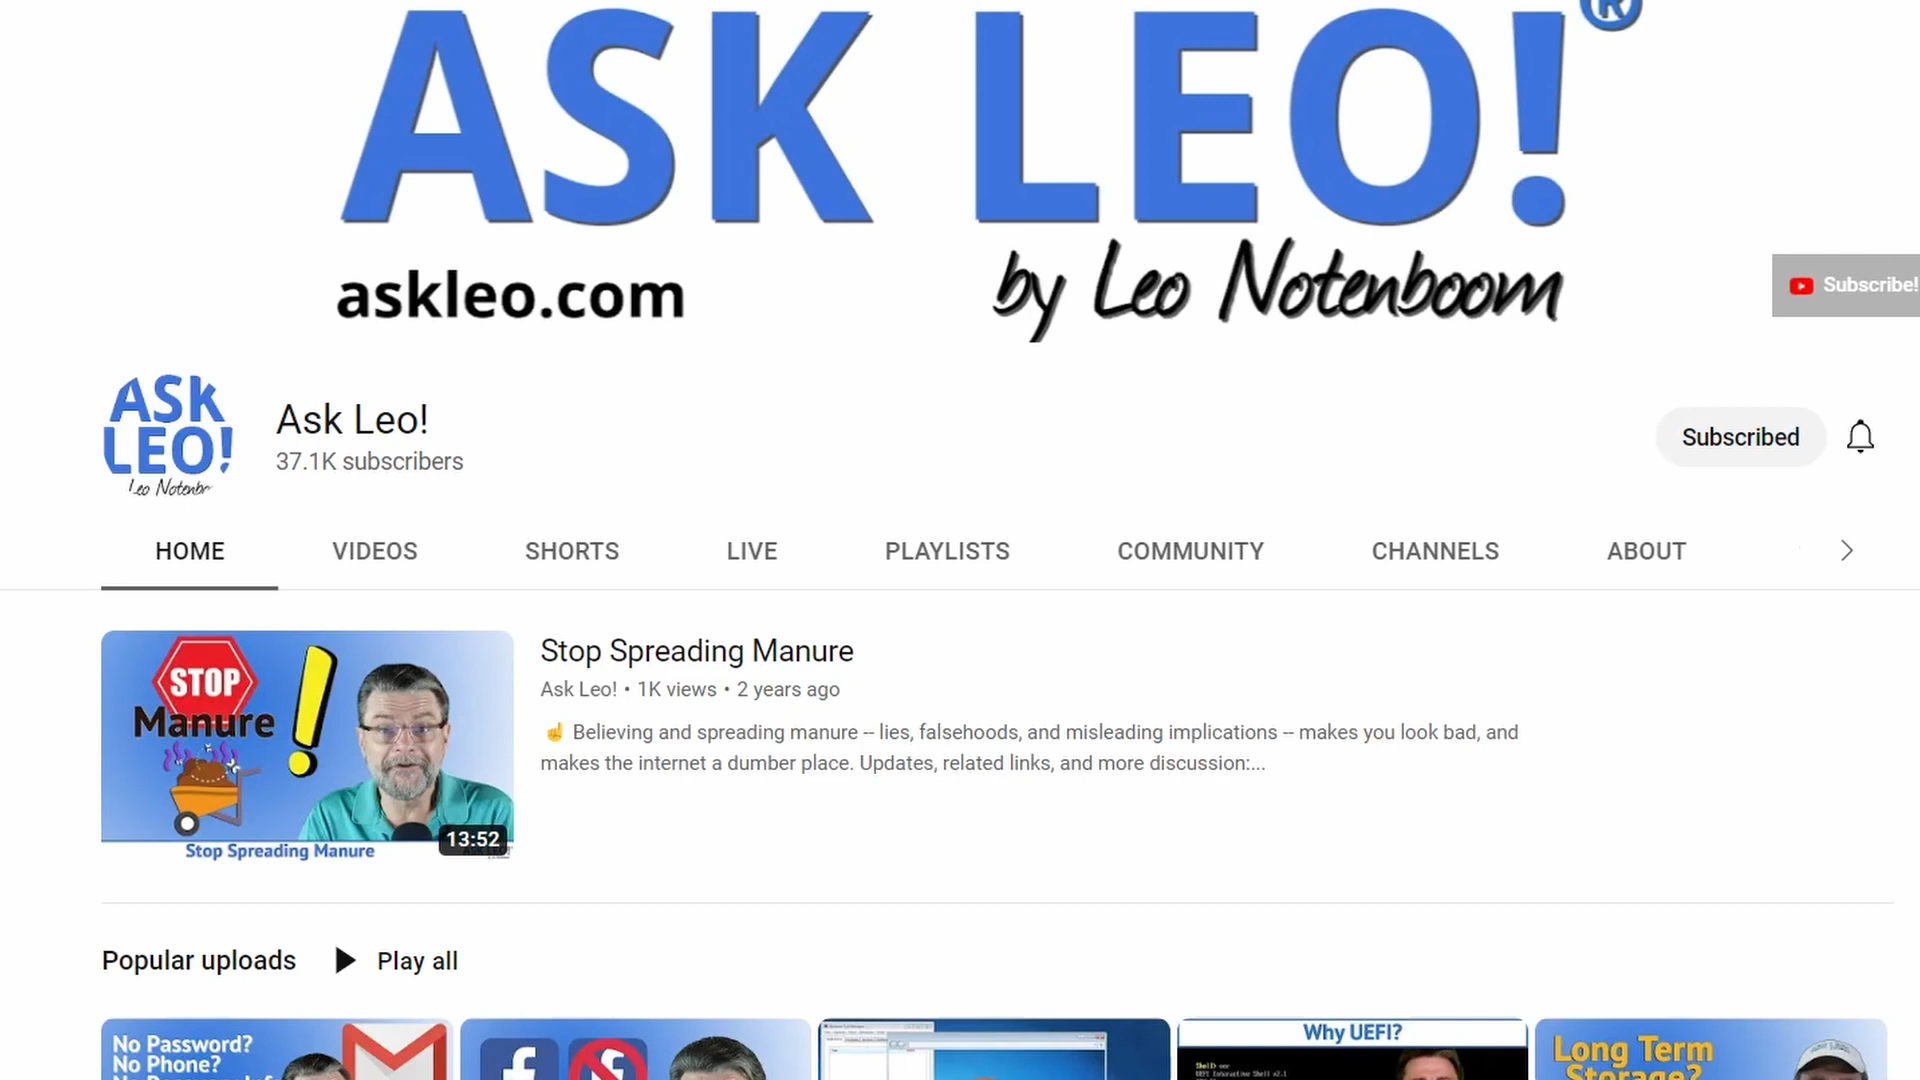 ASK LEO!®
askleo.com
by Leo Notenboom
Subscribe!
ASK
LEO!
Leo Notenb
Ask Leo!
37.1K subscribers
Subscribed
HOME VIDEOS SHORTS LIVE PLAYLISTS COMMUNITY CHANNELS ABOUT
STOP
Manure
13:52
Stop Spreading Manure
Stop Spreading Manure
Ask Leo! • 1K views • 2 years ago
☝ Believing and spreading manure -- lies, falsehoods, and misleading implications -- makes you look bad, and
makes the internet a dumber place. Updates, related links, and more discussion:...
Popular uploads Play all
No Password?
No Phone?
Why UEFI?
Long Term
Storage?